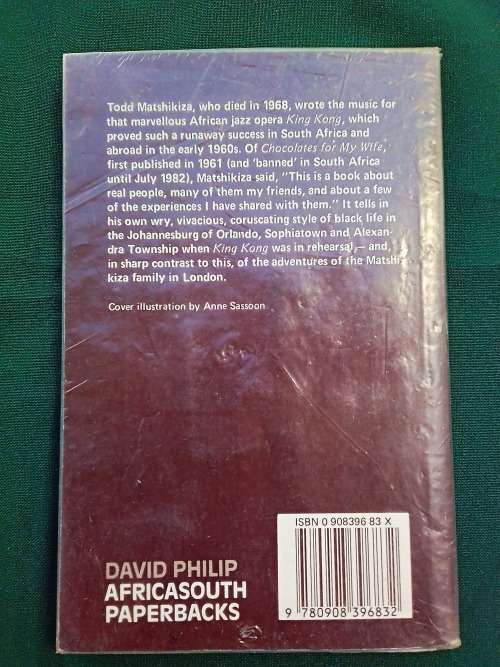 Todd Matshikiza, who died in 1968, wrote the music for
that marvellous African jazz opera King Kong, which
proved such a runaway success in South Africa and
abroad in the early 1960s. Of Chocolates for My Wife,
first published in 1961 (and ‘banned’ in South Africa
until July 1982), Matshikiza said, “This is a book about
real people, many of them my friends, and about a few
of the experiences I have shared with them.” It tells in
his own wry, vivacious, coruscating style of black life in
the Johannesburg of Orlando, Sophiatown and Alexan-
dra Township when King Kong was in rehearsal,— and,
in sharp contrast to this, of the adventures of the Matshi-
kiza family in London.
Cover illustration by Anne Sassoon
ISBN 0 908396 83 X
9 780908 396832
DAVID PHILIP
AFRICASOUTH
PAPERBACKS